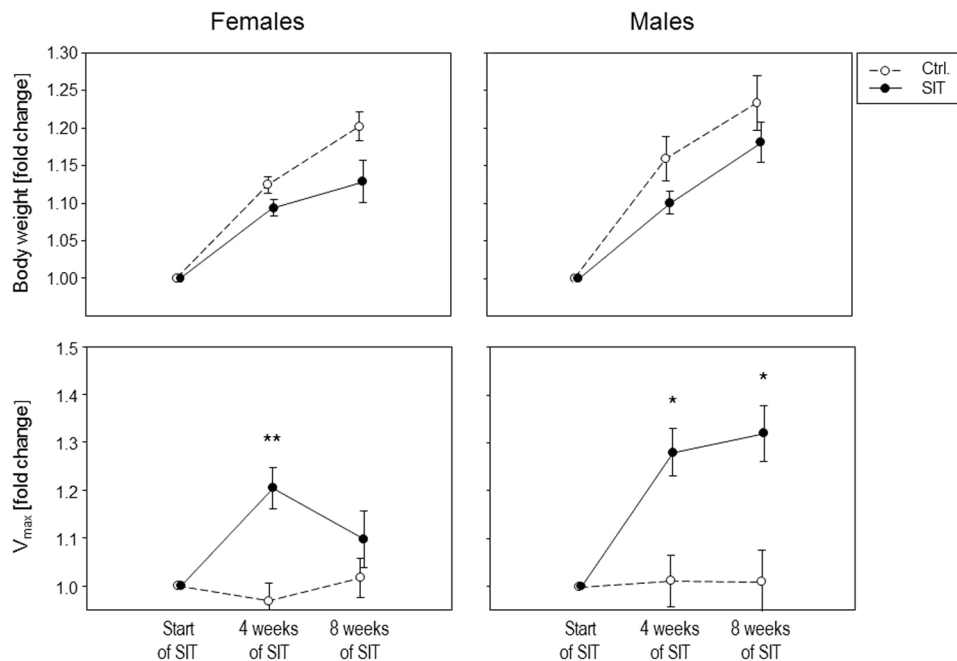 Females
Males
Ctrl.
SIT
Body weight [fold change]
1.30
1.25
1.20
1.15
1.10
1.05
1.00
Vmax [fold change]
1.5
1.4
1.3
1.2
1.1
1.0
**
*
*
Start
of SIT
4 weeks
of SIT
8 weeks
of SIT
Start
of SIT
4 weeks
of SIT
8 weeks
of SIT